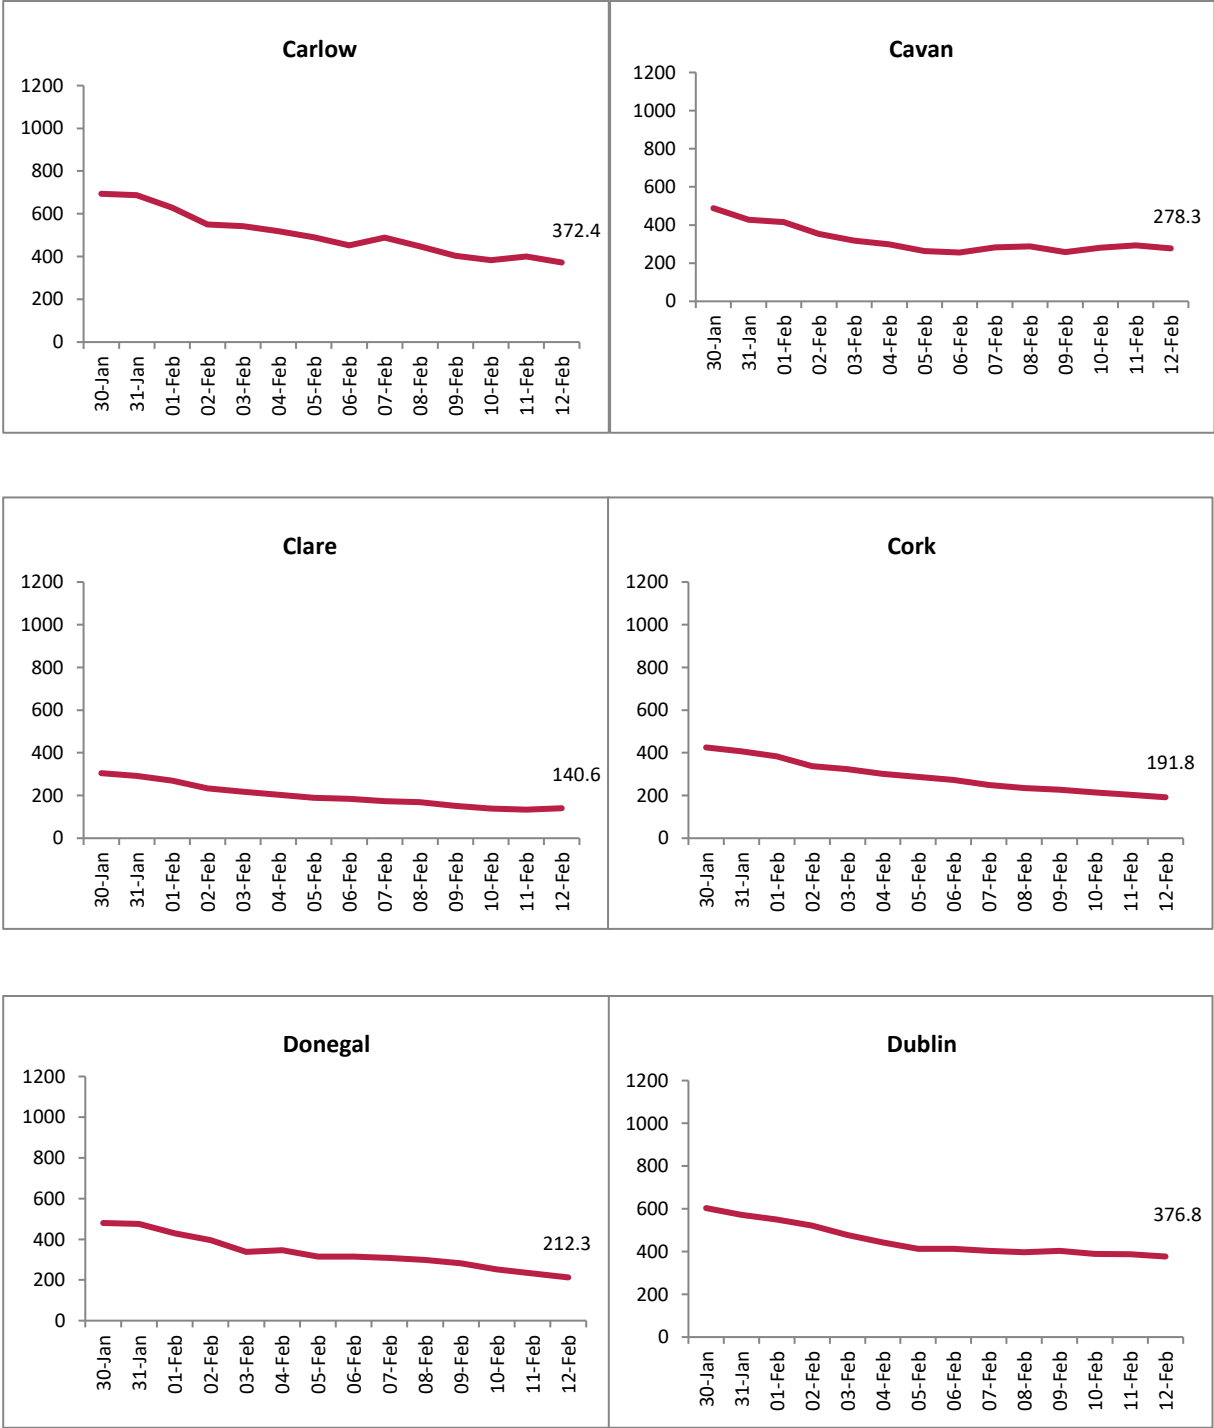 Carlow
1200
1000
800
600
400
200
0
372.4
30-Jan
31-Jan
01-Feb
02-Feb
03-Feb
04-Feb
05-Feb
06-Feb
07-Feb
08-Feb
09-Feb
10-Feb
11-Feb
12-Feb
Cavan
1200
1000
800
600
400
200
0
278.3
30-Jan
31-Jan
01-Feb
02-Feb
03-Feb
04-Feb
05-Feb
06-Feb
07-Feb
08-Feb
09-Feb
10-Feb
11-Feb
12-Feb
Clare
1200
1000
800
600
400
200
0
140.6
30-Jan
31-Jan
01-Feb
02-Feb
03-Feb
04-Feb
05-Feb
06-Feb
07-Feb
08-Feb
09-Feb
10-Feb
11-Feb
12-Feb
Cork
1200
1000
800
600
400
200
0
191.8
30-Jan
31-Jan
01-Feb
02-Feb
03-Feb
04-Feb
05-Feb
06-Feb
07-Feb
08-Feb
09-Feb
10-Feb
11-Feb
12-Feb
Donegal
1200
1000
800
600
400
200
0
212.3
30-Jan
31-Jan
01-Feb
02-Feb
03-Feb
04-Feb
05-Feb
06-Feb
07-Feb
08-Feb
09-Feb
10-Feb
11-Feb
12-Feb
Dublin
1200
1000
800
600
400
200
0
376.8
30-Jan
31-Jan
01-Feb
02-Feb
03-Feb
04-Feb
05-Feb
06-Feb
07-Feb
08-Feb
09-Feb
10-Feb
11-Feb
12-Feb